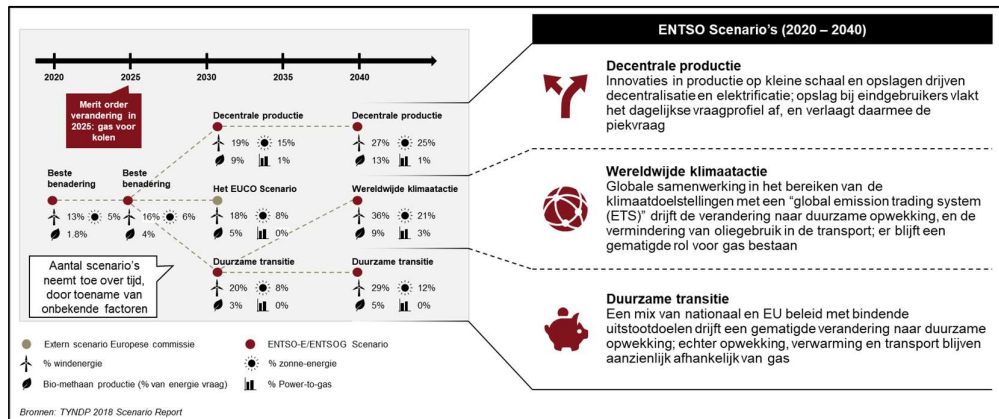 2020 2025 2030 2035 2040
Merit order
verandering in
2025: gas voor
kolen
Beste
benadering
13% 5%
1.8%
Beste
benadering
16% 6%
4%
Decentrale productie
19% 15%
9% 1%
Decentrale productie
27% 25%
13% 1%
Het EUCO Scenario
18% 8%
5% 0%
Wereldwijde klimaatactie
36% 21%
9% 3%
Duurzame transitie
20% 8%
3% 0%
Duurzame transitie
29% 12%
5% 0%
Aantal scenario's
neemt toe over tijd,
door toename van
onbekende factoren
Extern scenario Europese commissie
ENTSO-E/ENTSOG Scenario
% windenergie
% zonne-energie
Bio-methaan productie (% van energie vraag)
% Power-to-gas
Bronnen: TYNDP 2018 Scenario Report
ENTSO Scenario's (2020 – 2040)
Decentrale productie
Innovaties in productie op kleine schaal en opslagen drijven
decentralisatie en elektrificatie; opslag bij eindgebruikers vlakt
het dagelijkse vraagprofiel af, en verlaagt daarmee de
piekvraag
Wereldwijde klimaatactie
Globale samenwerking in het bereiken van de
klimaatdoelstellingen met een “global emission trading system
(ETS)” drijft de verandering naar duurzame opwekking, en de
vermindering van oliegebruik in de transport; er blijft een
gematigde rol voor gas bestaan
Duurzame transitie
Een mix van nationaal en EU beleid met bindende
uitstootdoelen drijft een gematigde verandering naar duurzame
opwekking; echter opwekking, verwarming en transport blijven
aanzienlijk afhankelijk van gas